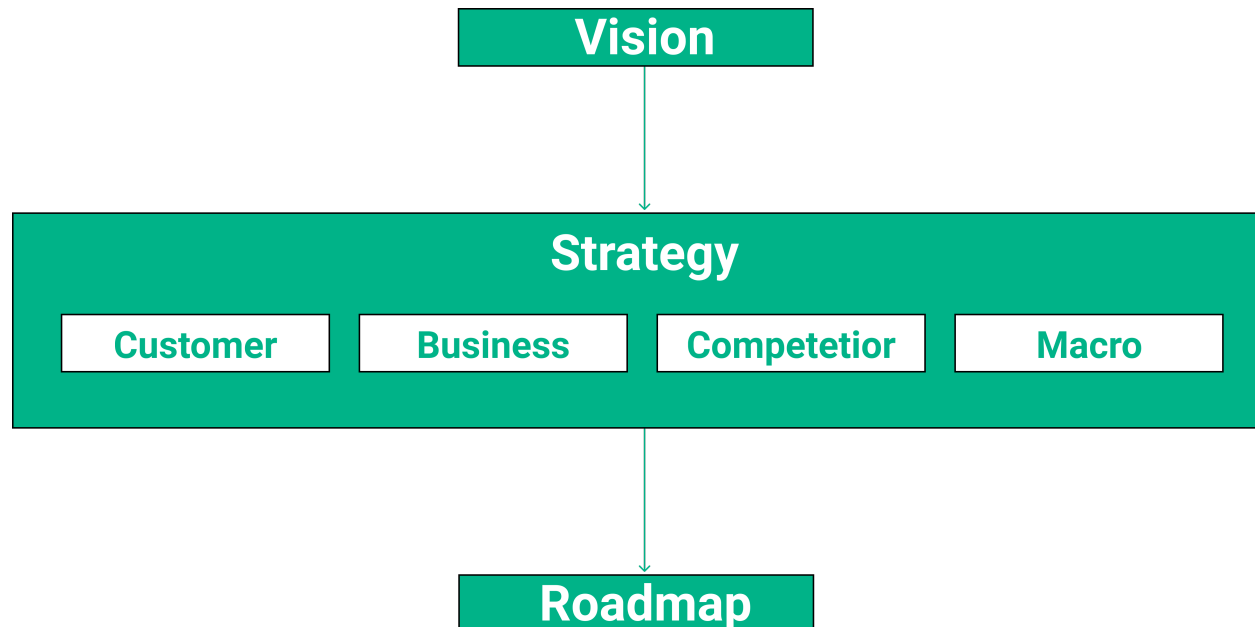 Vision
Strategy
Customer
Business
Competetior
Macro
Roadmap